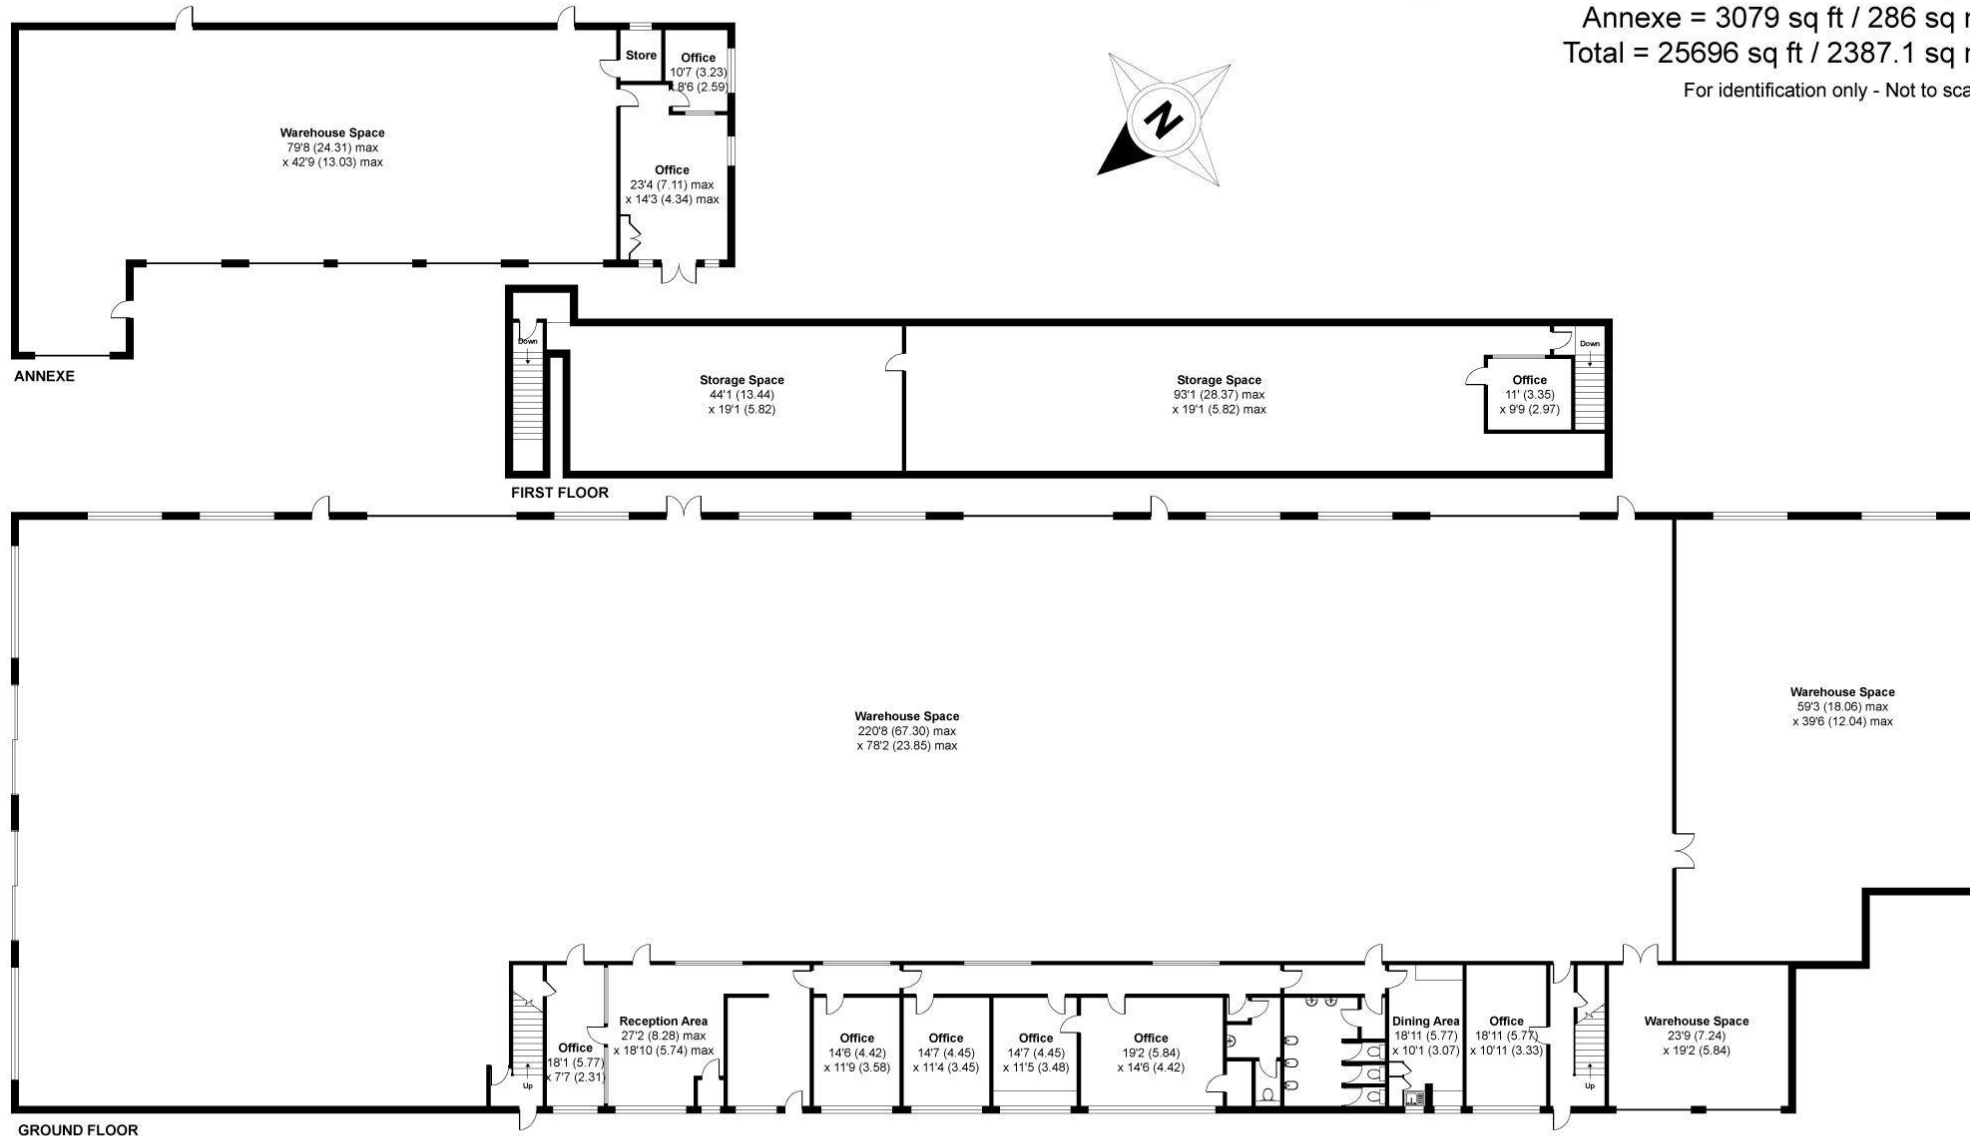 Annexe = 3079 sq ft / 286 sq
Total = 25696 sq ft / 2387.1 sq
For identification only - Not to
N
Store
Office
10'7 (3.23)
x 8'6 (2.59)
Warehouse Space
79'8 (24.31) max
x 42'9 (13.03) max
Office
23'4 (7.11) max
x 14'3 (4.34) max
ANNEXE
Down
Storage Space
44'1 (13.44)
x 19'1 (5.82)
Storage Space
93'1 (28.37) max
x 19'1 (5.82) max
Office
11' (3.35)
x 9'9 (2.97)
Down
FIRST FLOOR
Warehouse Space
220'8 (67.30) max
x 78'2 (23.85) max
Warehouse Space
59'3 (18.06) max
x 39'6 (12.04) max
Up
Office
18'1 (5.77)
x 7'7 (2.31)
Reception Area
27'2 (8.28) max
x 18'10 (5.74) max
Office
14'6 (4.42)
x 11'9 (3.58)
Office
14'7 (4.45)
x 11'4 (3.45)
Office
14'7 (4.45)
x 11'5 (3.48)
Office
19'2 (5.84)
x 14'6 (4.42)
Dining Area
18'11 (5.77)
x 10'1 (3.07)
Office
18'11 (5.77)
x 10'11 (3.33)
Up
Warehouse Space
23'9 (7.24)
x 19'2 (5.84)
GROUND FLOOR